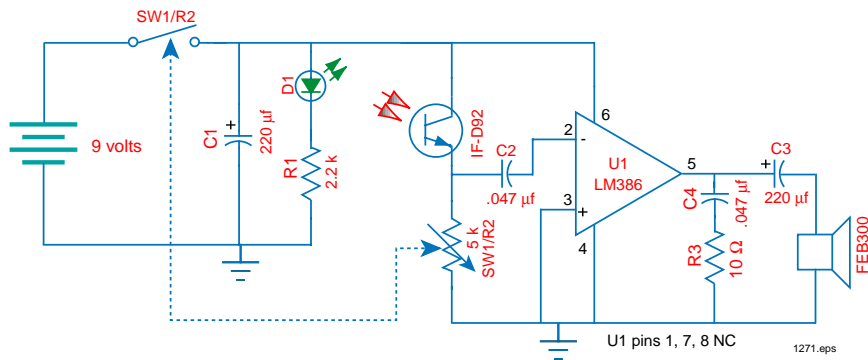 SW1/R2
9 volts
C1
+
220 µf
D1
R1
2.2 k
IF-D92
C2
.047 µf
5 k
SW1/R2
2
-
3
+
6
4
5
U1
LM386
C4
.047 µf
R3
10 Ω
+
C3
220 µf
FEB300
U1 pins 1, 7, 8 NC
1271.eps